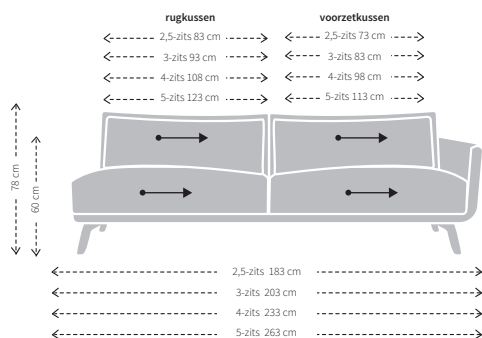 rugkussen voorzetkussen
2,5-zits 83 cm 2,5-zits 73 cm
3-zits 93 cm 3-zits 83 cm
4-zits 108 cm 4-zits 98 cm
5-zits 123 cm 5-zits 113 cm
78 cm
60 cm
2,5-zits 183 cm
3-zits 203 cm
4-zits 233 cm
5-zits 263 cm